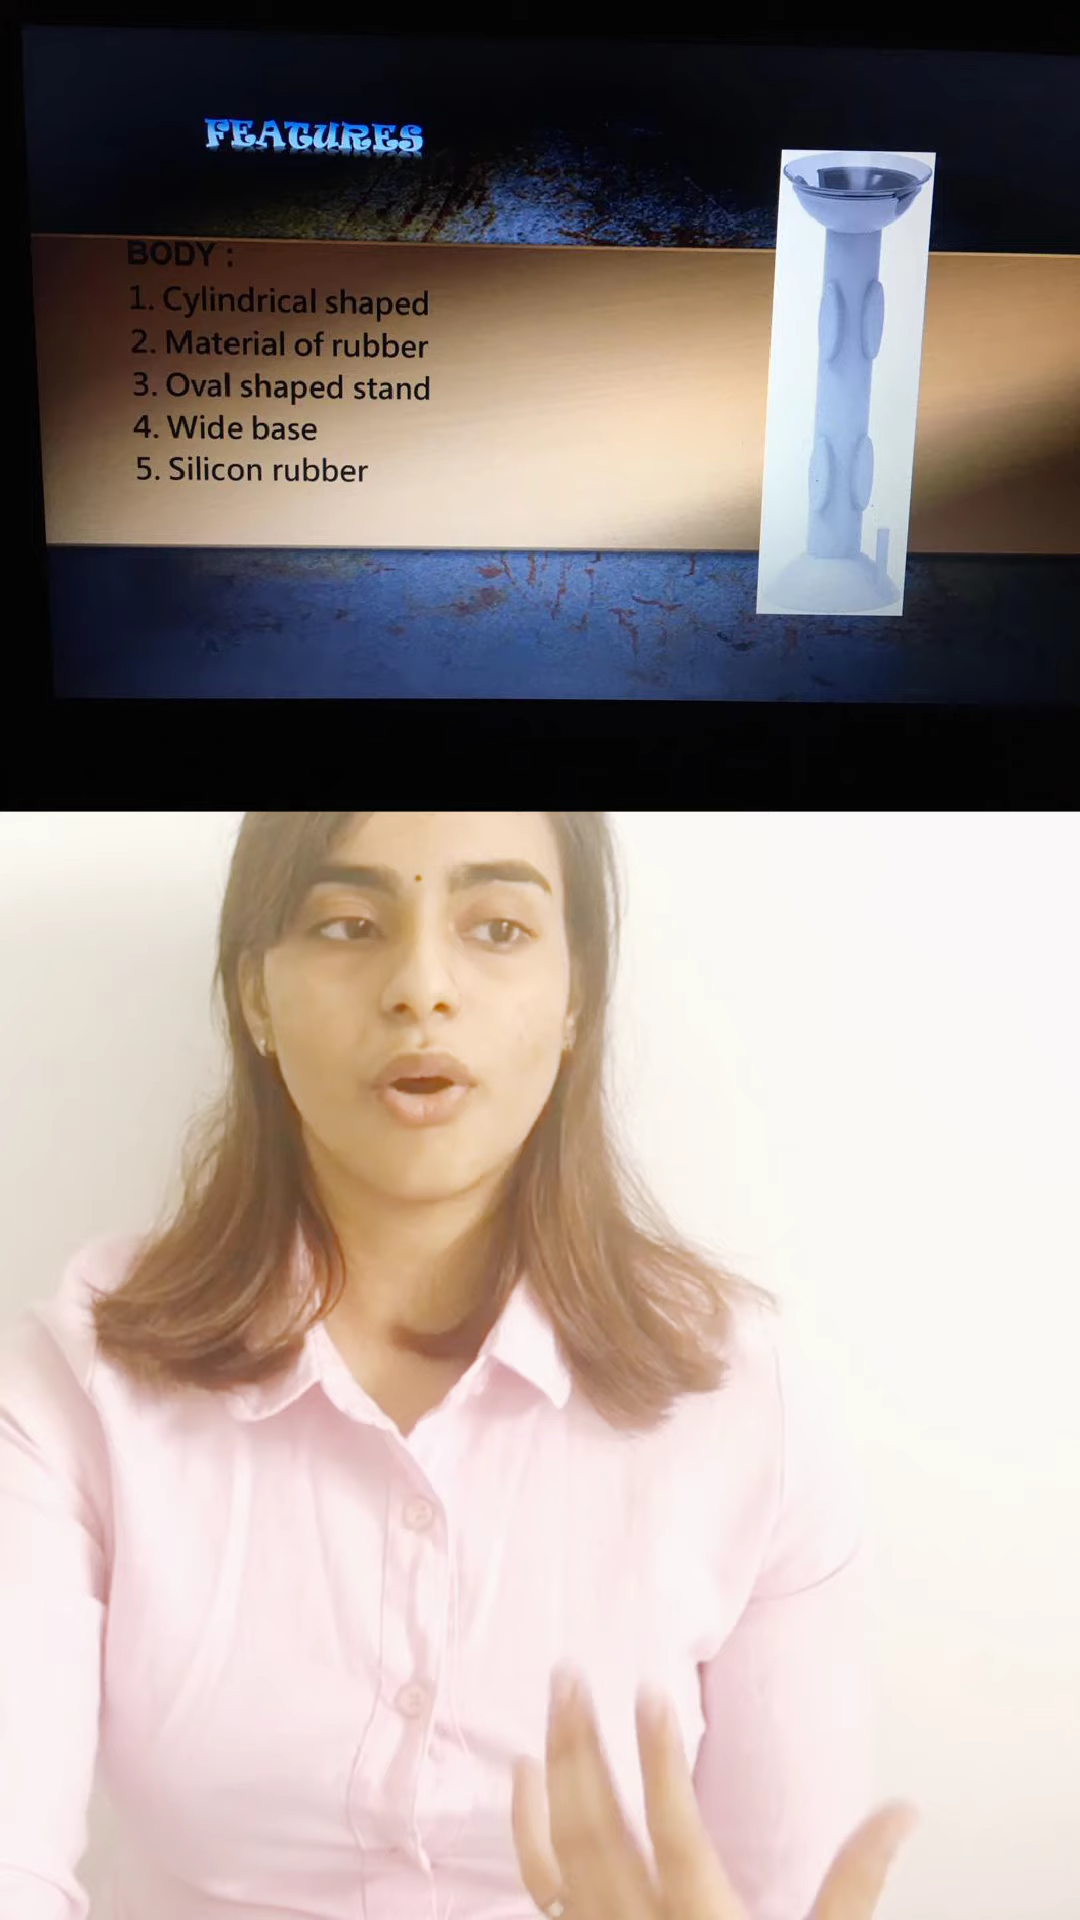 FEATURES
BODY :
1. Cylindrical shaped
2. Material of rubber
3. Oval shaped stand
4. Wide base
5. Silicon rubber